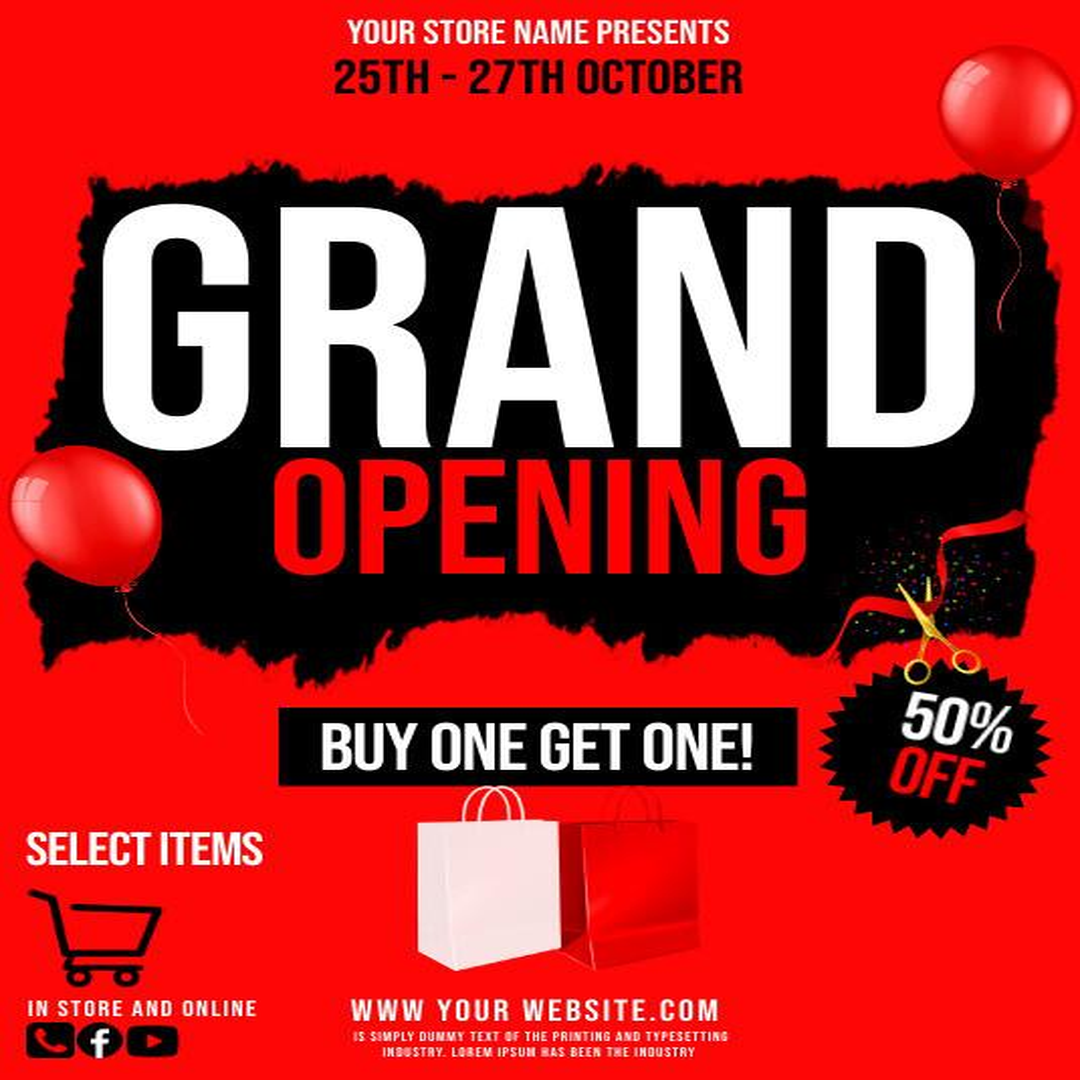 YOUR STORE NAME PRESENTS
25TH - 27TH OCTOBER
GRAND
OPENING
BUY ONE GET ONE!
50%
OFF
SELECT ITEMS
IN STORE AND ONLINE
WWW YOUR WEBSITE.COM
IS SIMPLY DUMMY TEXT OF THE PRINTING AND TYPESETTING
INDUSTRY. LOREM IPSUM HAS BEEN THE INDUSTRY